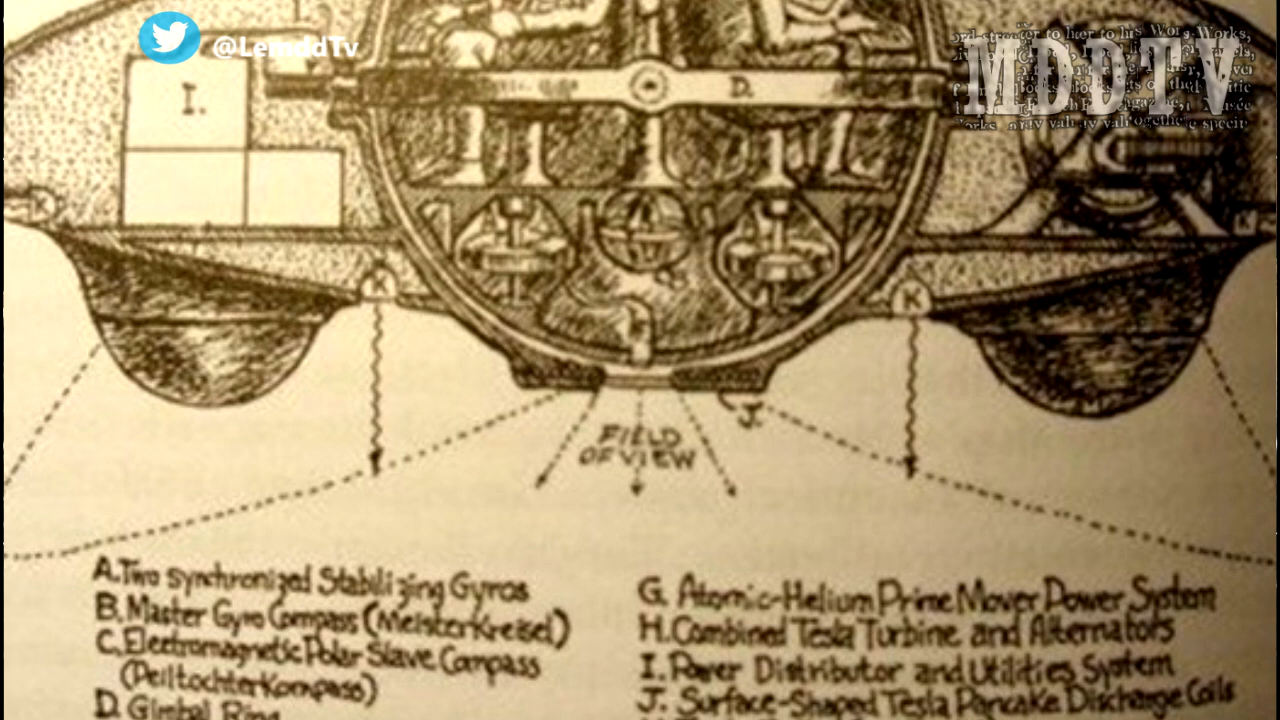 @LemddTv
MDDTV
I.
D.
K
K
K
J.
FIELD
OF VIEW
A. Two synchronized Stabilizing Gyros
B. Master Gyro Compass (Meisterkreisel)
C. Electromagnetic Polar Slave Compass
(Peiltochterkompass)
D. Gimbal Ring
G. Atomic-Helium Prime Mover Power System
H. Combined Tesla Turbine and Alternators
I. Power Distributor and Utilities System
J. Surface-Shaped Tesla Pancake Discharge Coils